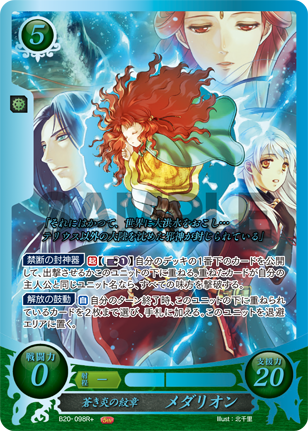 5
SAMPLE
「それにはかつて、世界に大洪水をおこし…
テリウス以外の大陸を沈めた邪神が封じられている」
禁断の封神器 起 【 1】自分のデッキの1番下のカードを公開
して、出撃させるかこのユニットの下に重ねる。重ねたカードが自分の
主人公と同じユニット名なら、すべての味方を撃破する。
解放の鼓動 自 自分のターン終了時、このユニットの下に重ねられ
ているカードを2枚まで選び、手札に加える。このユニットを退避
エリアに置く。
戦闘力
0
射程 ー
蒼き炎の紋章 メダリオン
支援力
20
B20-098R+
Illust:北千里